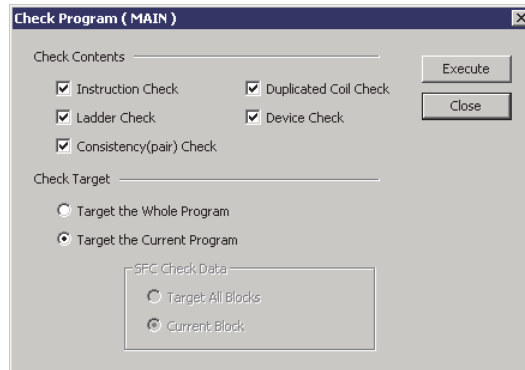 Check Program ( MAIN )
Check Contents
Instruction Check
Duplicated Coil Check
Ladder Check
Device Check
Consistency(pair) Check
Execute
Close
Check Target
Target the Whole Program
Target the Current Program
SFC Check Data
Target All Blocks
Current Block